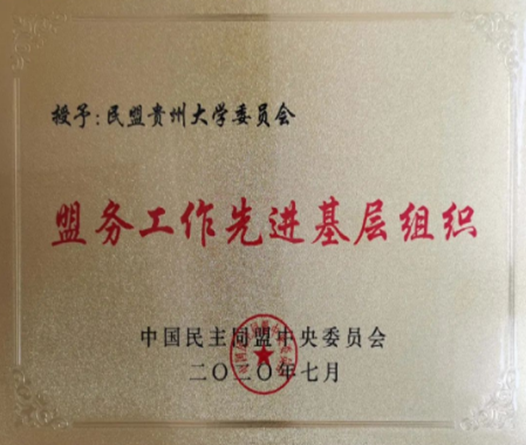 授予：民盟贵州大学委员会
盟务工作先进基层组织
中国民主同盟中央委员会
二〇二〇年七月